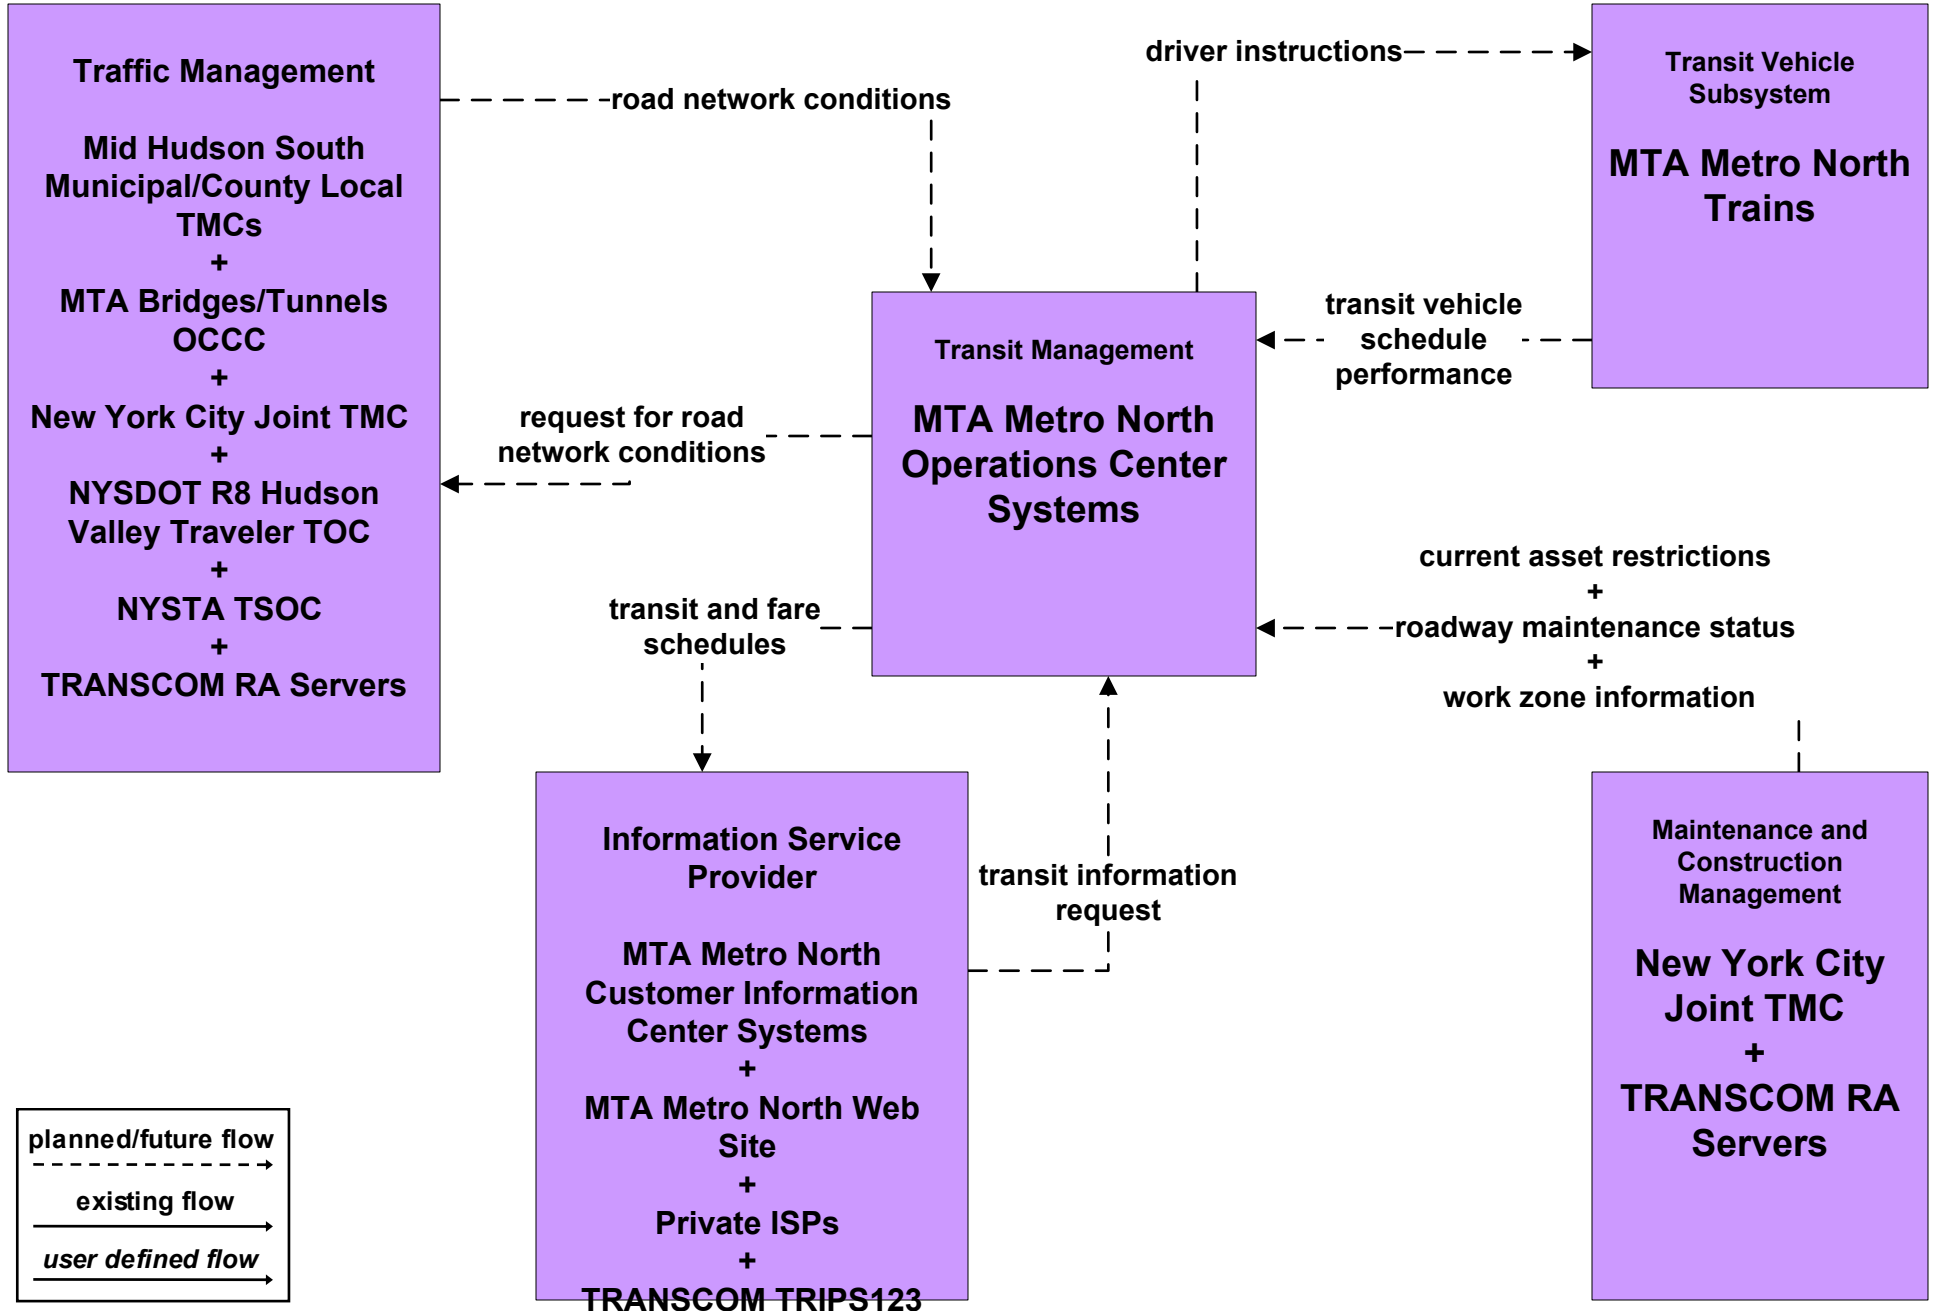 Traffic Management
Mid Hudson South
Municipal/County Local
TMCs
+
MTA Bridges/Tunnels
OCCC
+
New York City Joint TMC
+
NYSDOT R8 Hudson
Valley Traveler TOC
+
NYSTA TSOC
+
TRANSCOM RA Servers
road network conditions
driver instructions
Transit Vehicle
Subsystem
MTA Metro North
Trains
transit vehicle
schedule
performance
Transit Management
MTA Metro North
Operations Center
Systems
request for road
network conditions
transit and fare
schedules
current asset restrictions
+
roadway maintenance status
+
work zone information
Information Service
Provider
MTA Metro North
Customer Information
Center Systems
+
MTA Metro North Web
Site
+
Private ISPs
+
TRANSCOM TRIPS123
transit information
request
Maintenance and
Construction
Management
New York City
Joint TMC
+
TRANSCOM RA
Servers
planned/future flow
existing flow
user defined flow